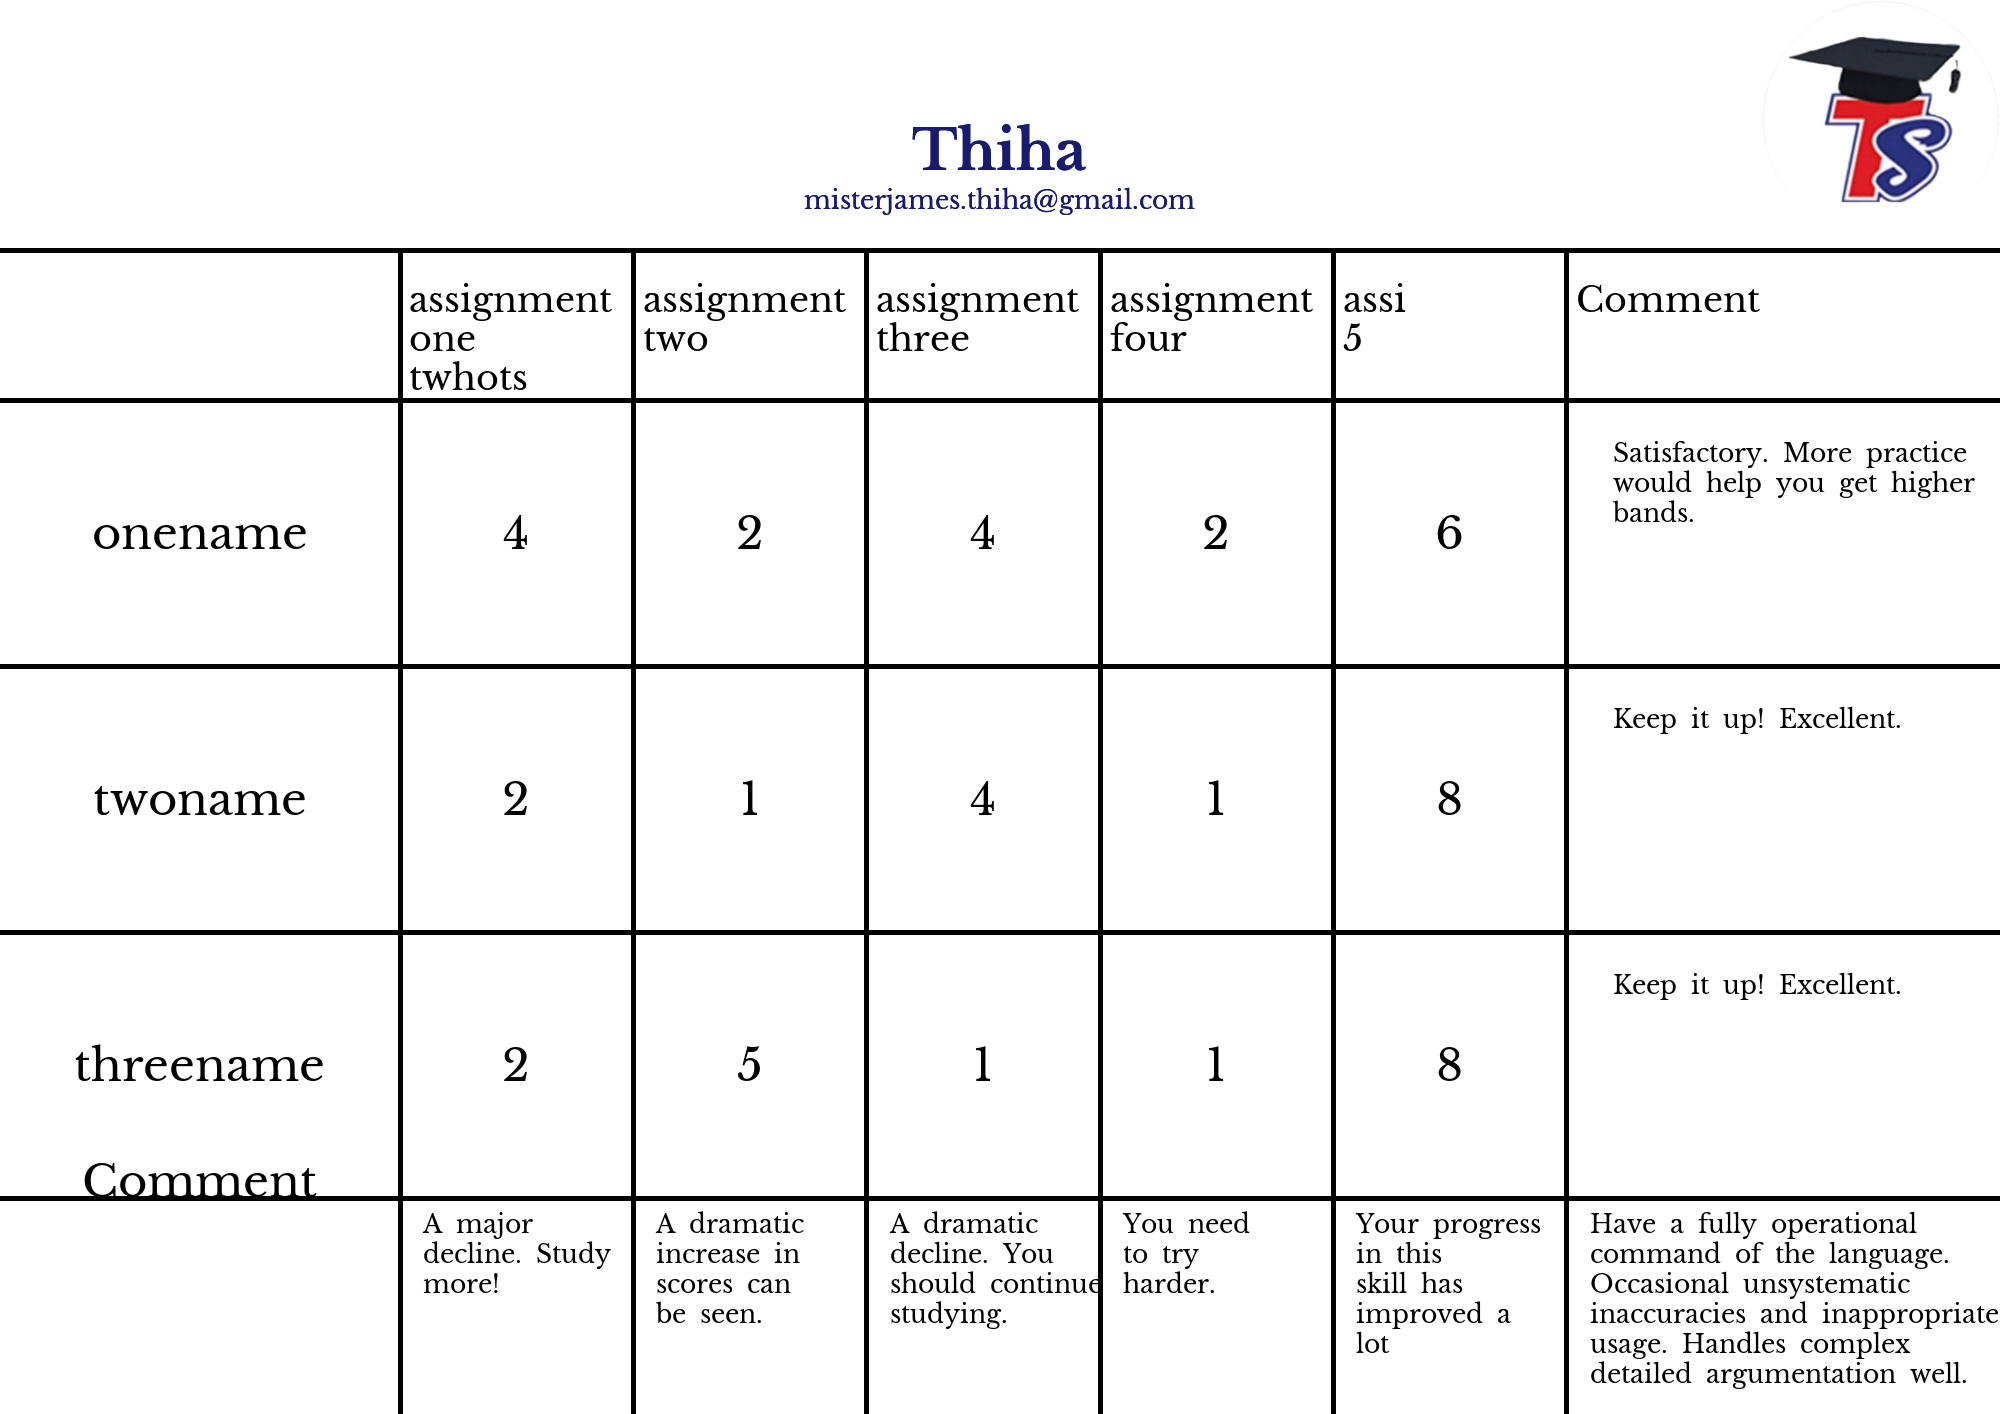 TS
Thiha
misterjames.thiha@gmail.com
assignment
one
twhots
assignment
two
assignment
three
assignment
four
assi
5
Comment
onename
4
2
4
2
6
Satisfactory. More practice
would help you get higher
bands.
twoname
2
1
4
1
8
Keep it up! Excellent.
threename
2
5
1
1
8
Keep it up! Excellent.
Comment
A major
decline. Study
more!
A dramatic
increase in
scores can
be seen.
A dramatic
decline. You
should continue
studying.
You need
to try
harder.
Your progress
in this
skill has
improved a
lot
Have a fully operational
command of the language.
Occasional unsystematic
inaccuracies and inappropriate
usage. Handles complex
detailed argumentation well.